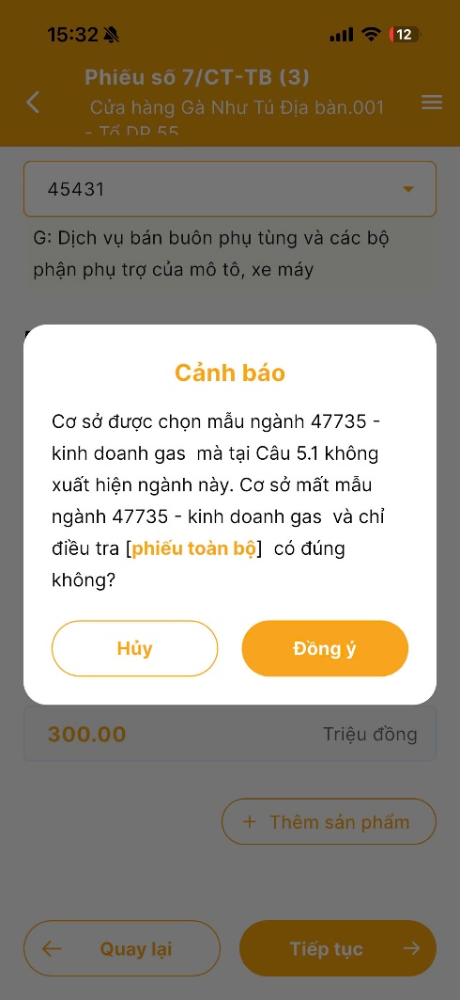 15:32
12
Phiếu số 7/CT-TB (3)
Cửa hàng Gà Như Tú Địa bàn.001
- Tổ DP 55
45431
G: Dịch vụ bán buôn phụ tùng và các bộ
phận phụ trợ của mô tô, xe máy
Cảnh báo
Cơ sở được chọn mẫu ngành 47735 -
kinh doanh gas mà tại Câu 5.1 không
xuất hiện ngành này. Cơ sở mất mẫu
ngành 47735 - kinh doanh gas và chỉ
điều tra [phiếu toàn bộ] có đúng
không?
Hủy
Đồng ý
300.00
Triệu đồng
+ Thêm sản phẩm
Quay lại
Tiếp tục